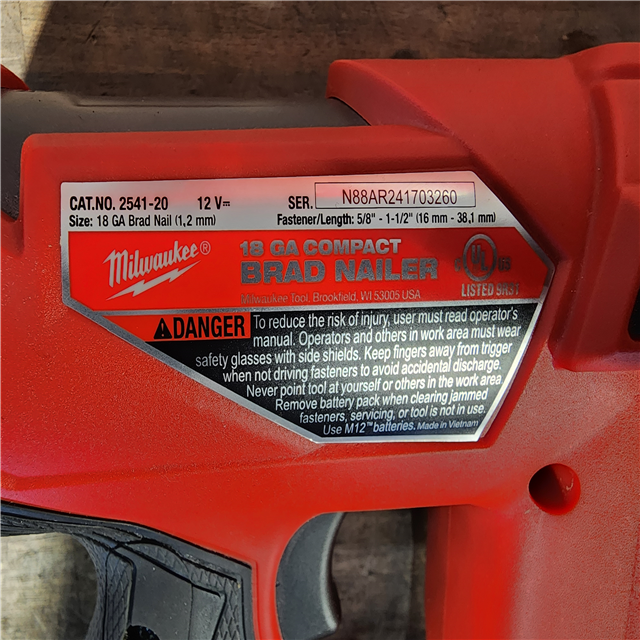 CAT.NO. 2541-20 12 V⎓ SER. N88AR241703260
Size: 18 GA Brad Nail (1,2 mm) Fastener/Length: 5/8" - 1-1/2" (16 mm - 38,1 mm)
Milwaukee®
18 GA COMPACT
BRAD NAILER
Milwaukee Tool, Brookfield, WI 53005 USA
UL
LISTED
DANGER To reduce the risk of injury, user must read operator's
manual. Operators and others in work area must wear
safety glasses with side shields. Keep fingers away from trigger
when not driving fasteners to avoid accidental discharge.
Never point tool at yourself or others in the work area.
Remove battery pack when clearing jammed
fasteners, servicing, or tool is not in use.
Use M12™ batteries. Made in Vietnam